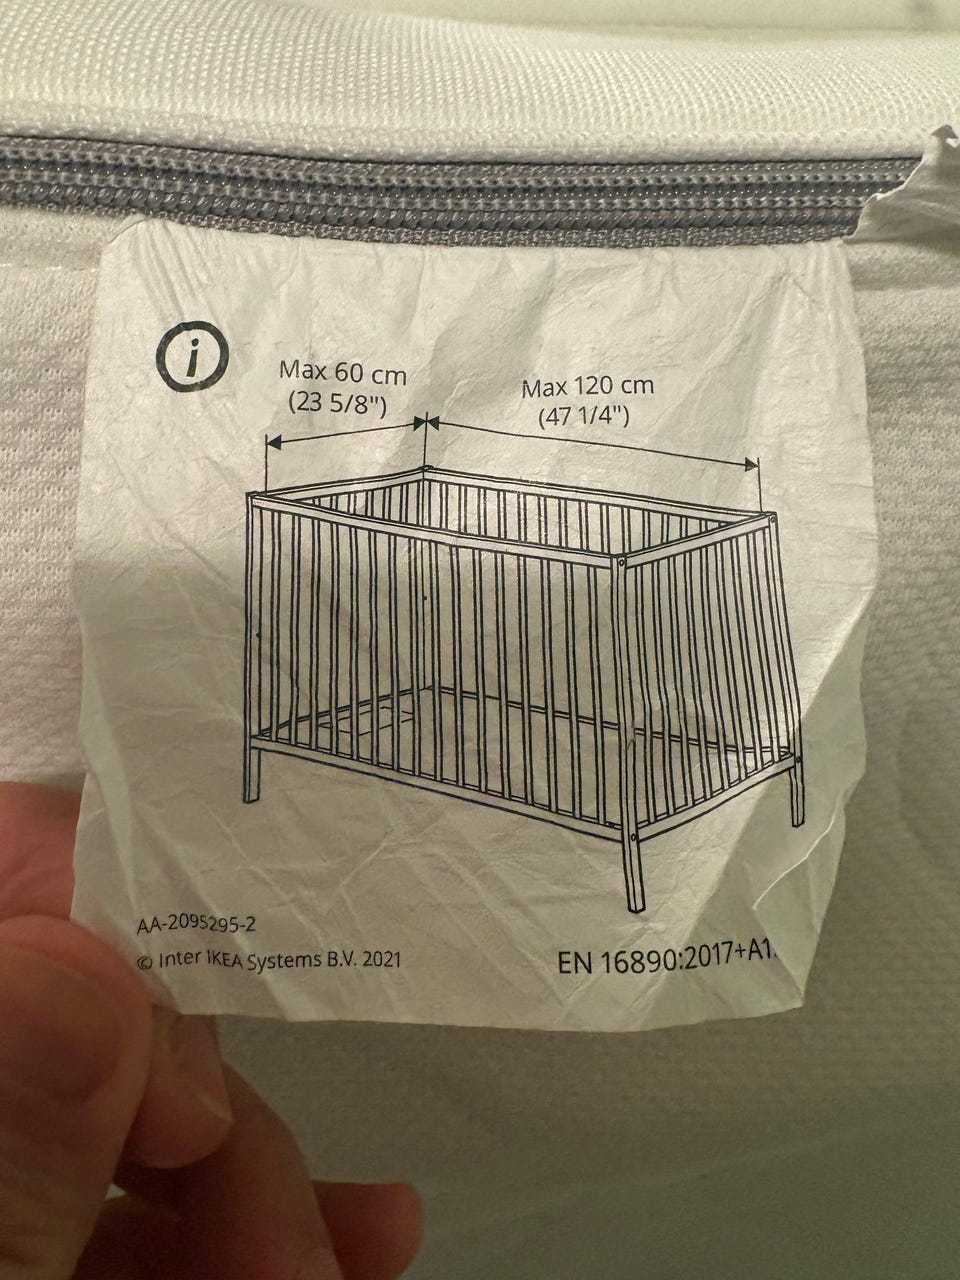 i
Max 60 cm
(23 5/8")
Max 120 cm
(47 1/4")
AA-2095295-2
© Inter IKEA Systems B.V. 2021
EN 16890:2017+A1